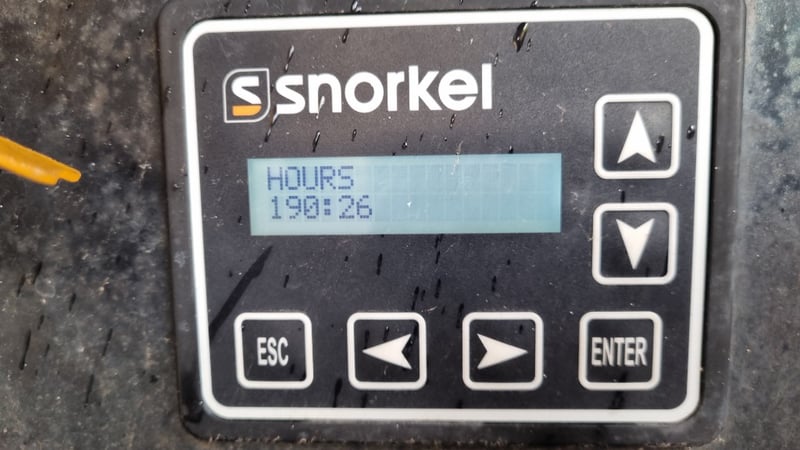 snorkel
HOURS
190:26
ESC
ENTER